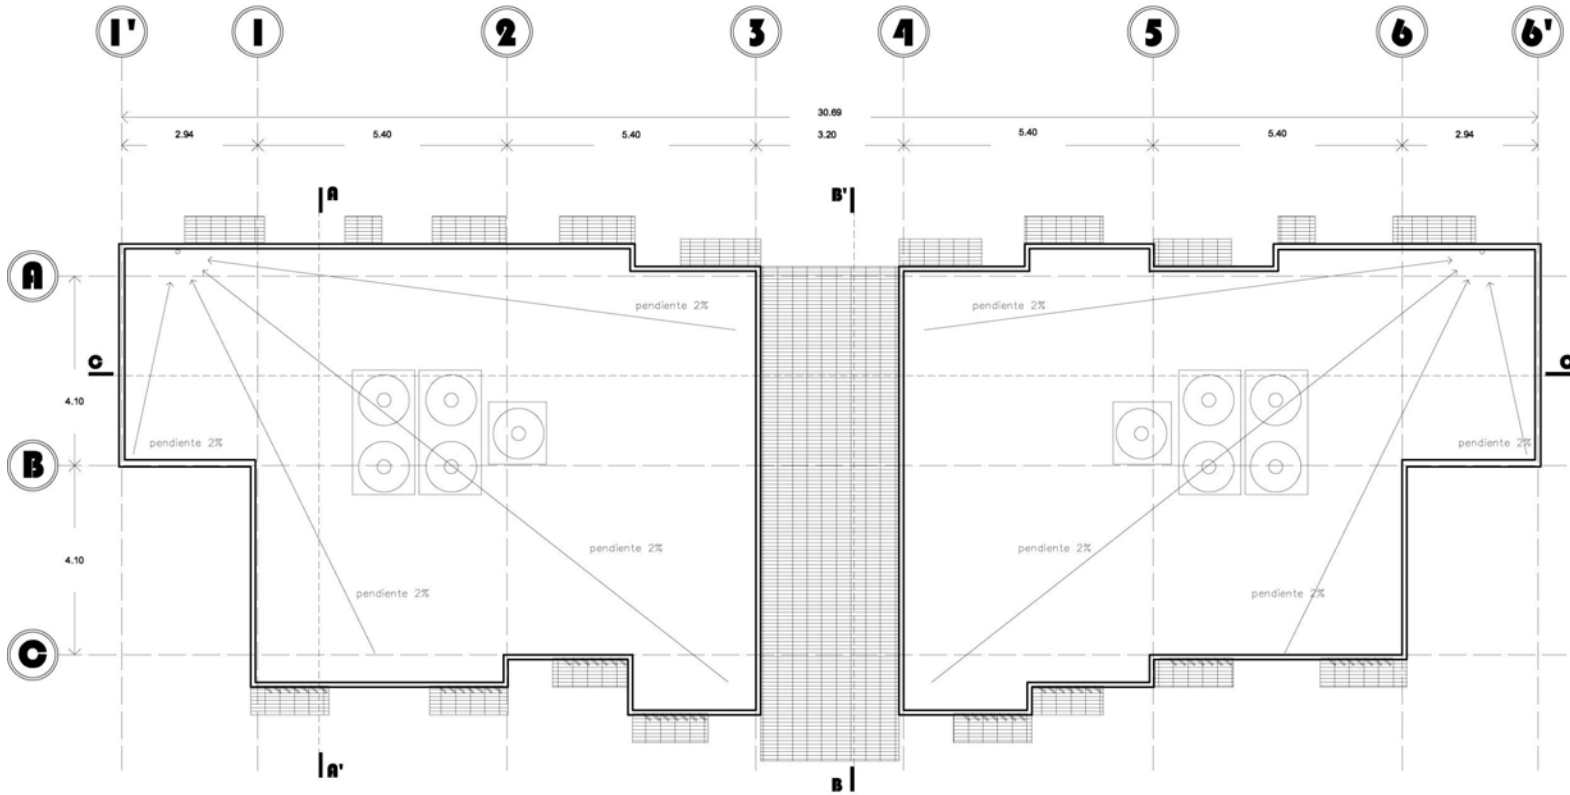 1' 1 2 3 4 5 6 6'
30.69
2.94 5.40 5.40 3.20 5.40 5.40 2.94
A B'
A
pendiente 2% pendiente 2%
C C
4.10
pendiente 2% pendiente 2%
B
pendiente 2% pendiente 2%
4.10
pendiente 2% pendiente 2%
C
A' B